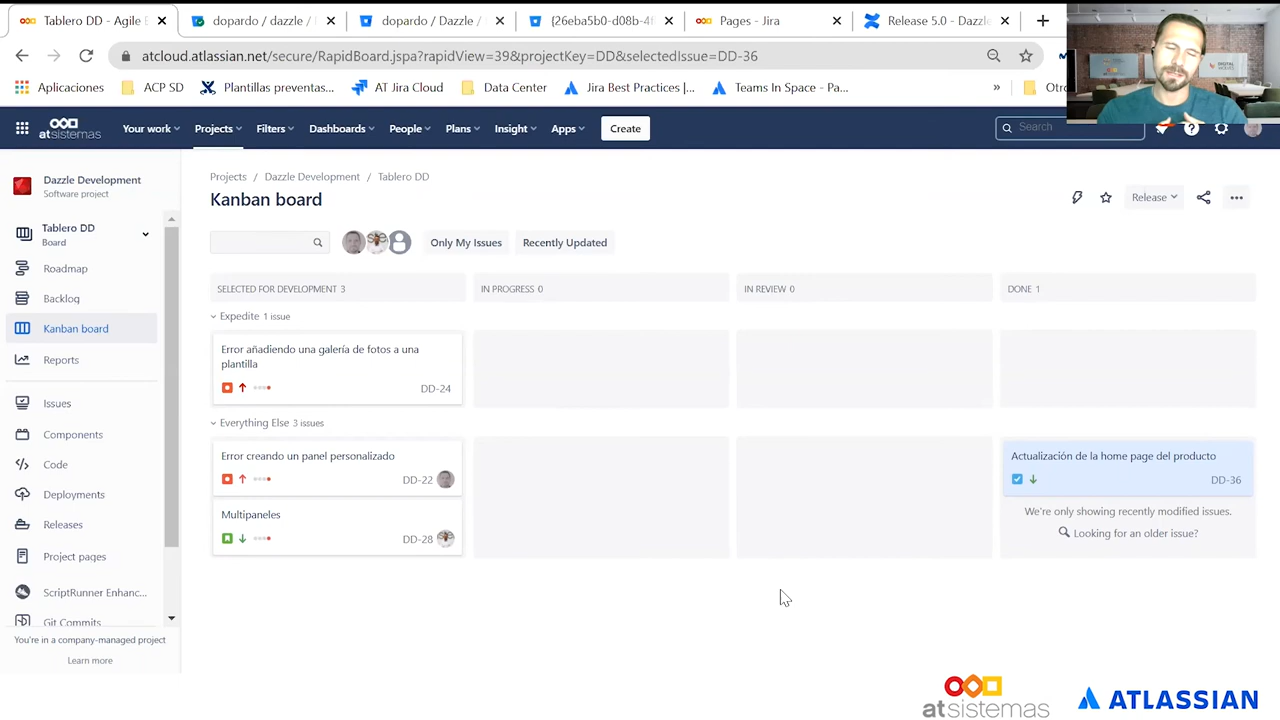 Tablero DD - Agile B
dopardo / dazzle /
dopardo / Dazzle /
{26eba5b0-d08b-4f
Pages - Jira
Release 5.0 - Dazzle
atcloud.atlassian.net/secure/RapidBoard.jspa?rapidView=39&projectKey=DD&selectedIssue=DD-36
Aplicaciones
ACP SD
Plantillas preventas...
AT Jira Cloud
Data Center
Jira Best Practices |...
Teams In Space - Pa...
»
Otro
atsistemas
Your work
Projects
Filters
Dashboards
People
Plans
Insight
Apps
Create
Search
Dazzle Development
Software project
Tablero DD
Board
Roadmap
Backlog
Kanban board
Reports
Issues
Components
Code
Deployments
Releases
Project pages
ScriptRunner Enhanc...
Git Commits
You're in a company-managed project
Learn more
Projects / Dazzle Development / Tablero DD
Kanban board
Release
Only My Issues
Recently Updated
SELECTED FOR DEVELOPMENT 3
IN PROGRESS 0
IN REVIEW 0
DONE 1
Expedite 1 issue
Error añadiendo una galería de fotos a una
plantilla
DD-24
Everything Else 3 issues
Error creando un panel personalizado
DD-22
Multipaneles
DD-28
Actualización de la home page del producto
DD-36
We're only showing recently modified issues.
Looking for an older issue?
atsistemas
ATLASSIAN